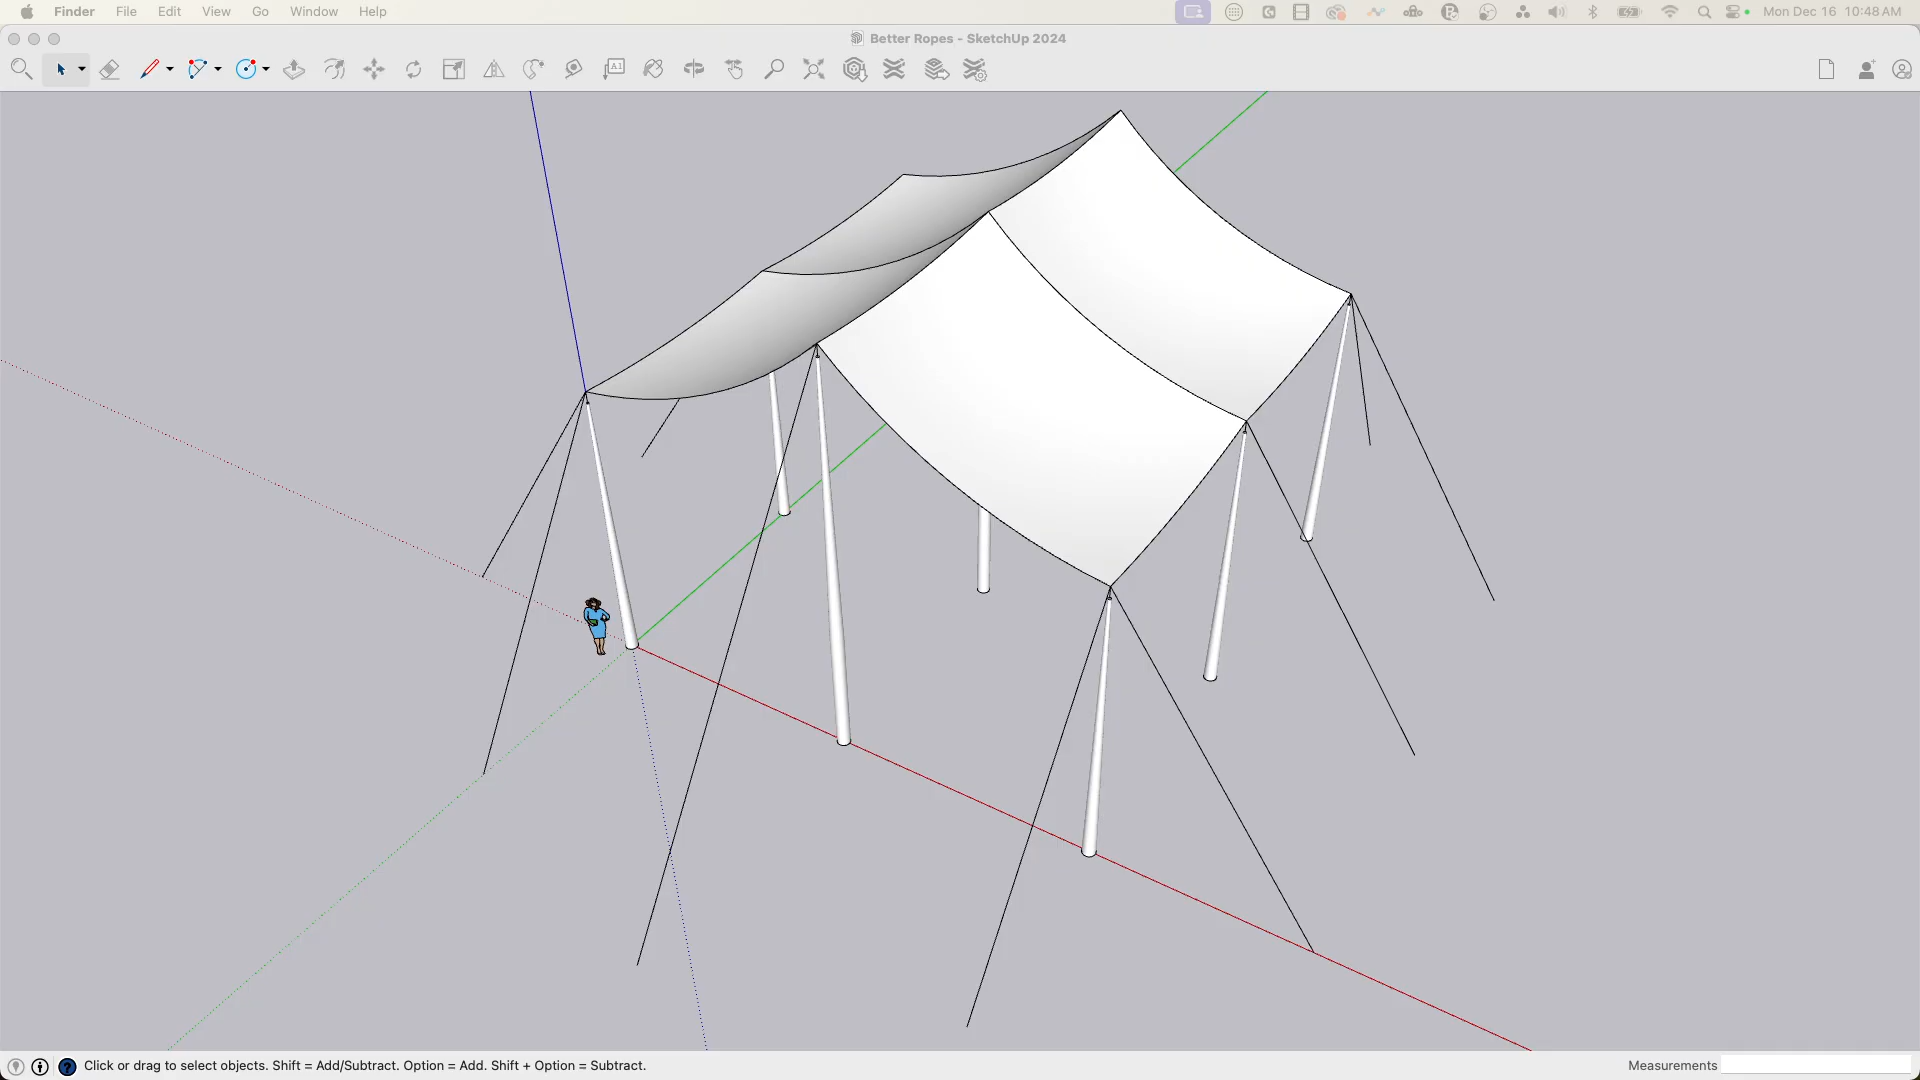 Finder File Edit View Go Window Help Mon Dec 16 10:48 AM
Better Ropes - SketchUp 2024
A1
Click or drag to select objects. Shift = Add/Subtract. Option = Add. Shift + Option = Subtract.
Measurements